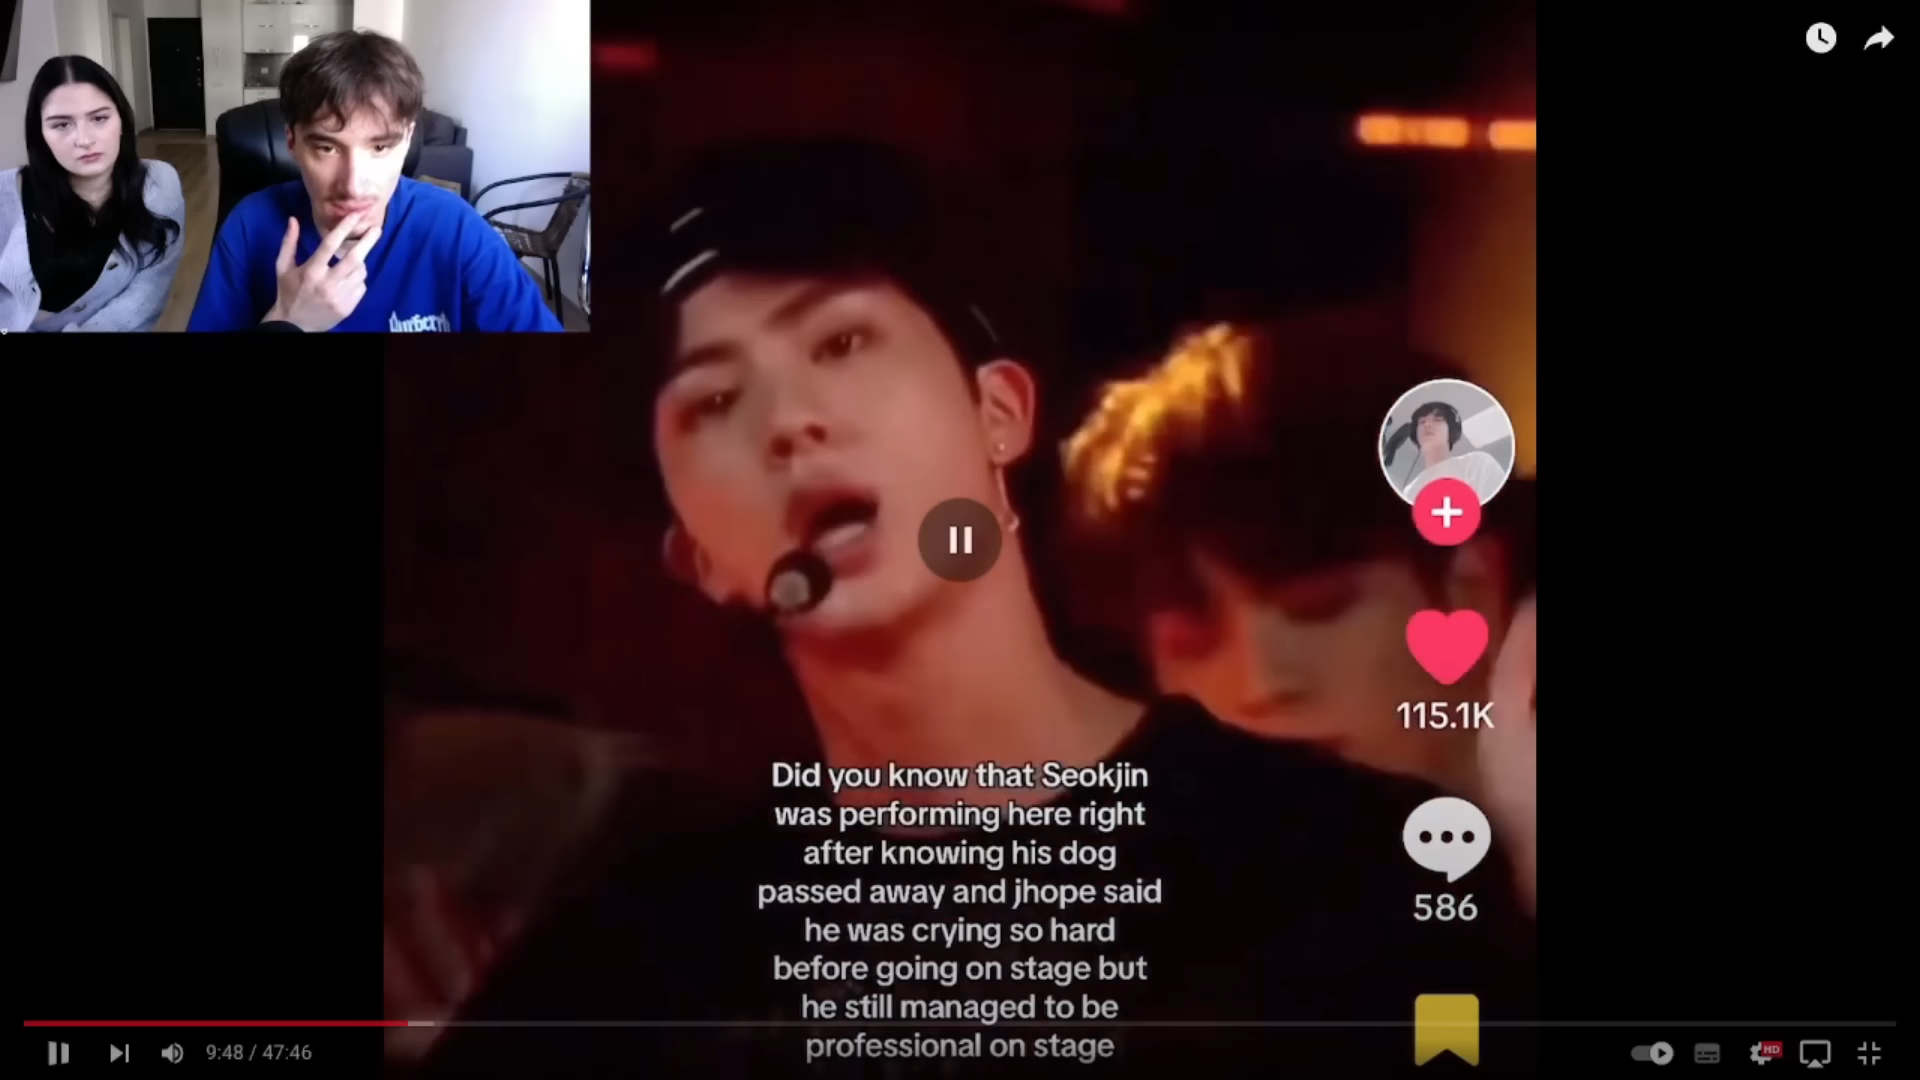 115.1K
586
Did you know that Seokjin
was performing here right
after knowing his dog
passed away and jhope said
he was crying so hard
before going on stage but
he still managed to be
professional on stage
9:48 / 47:46
HD